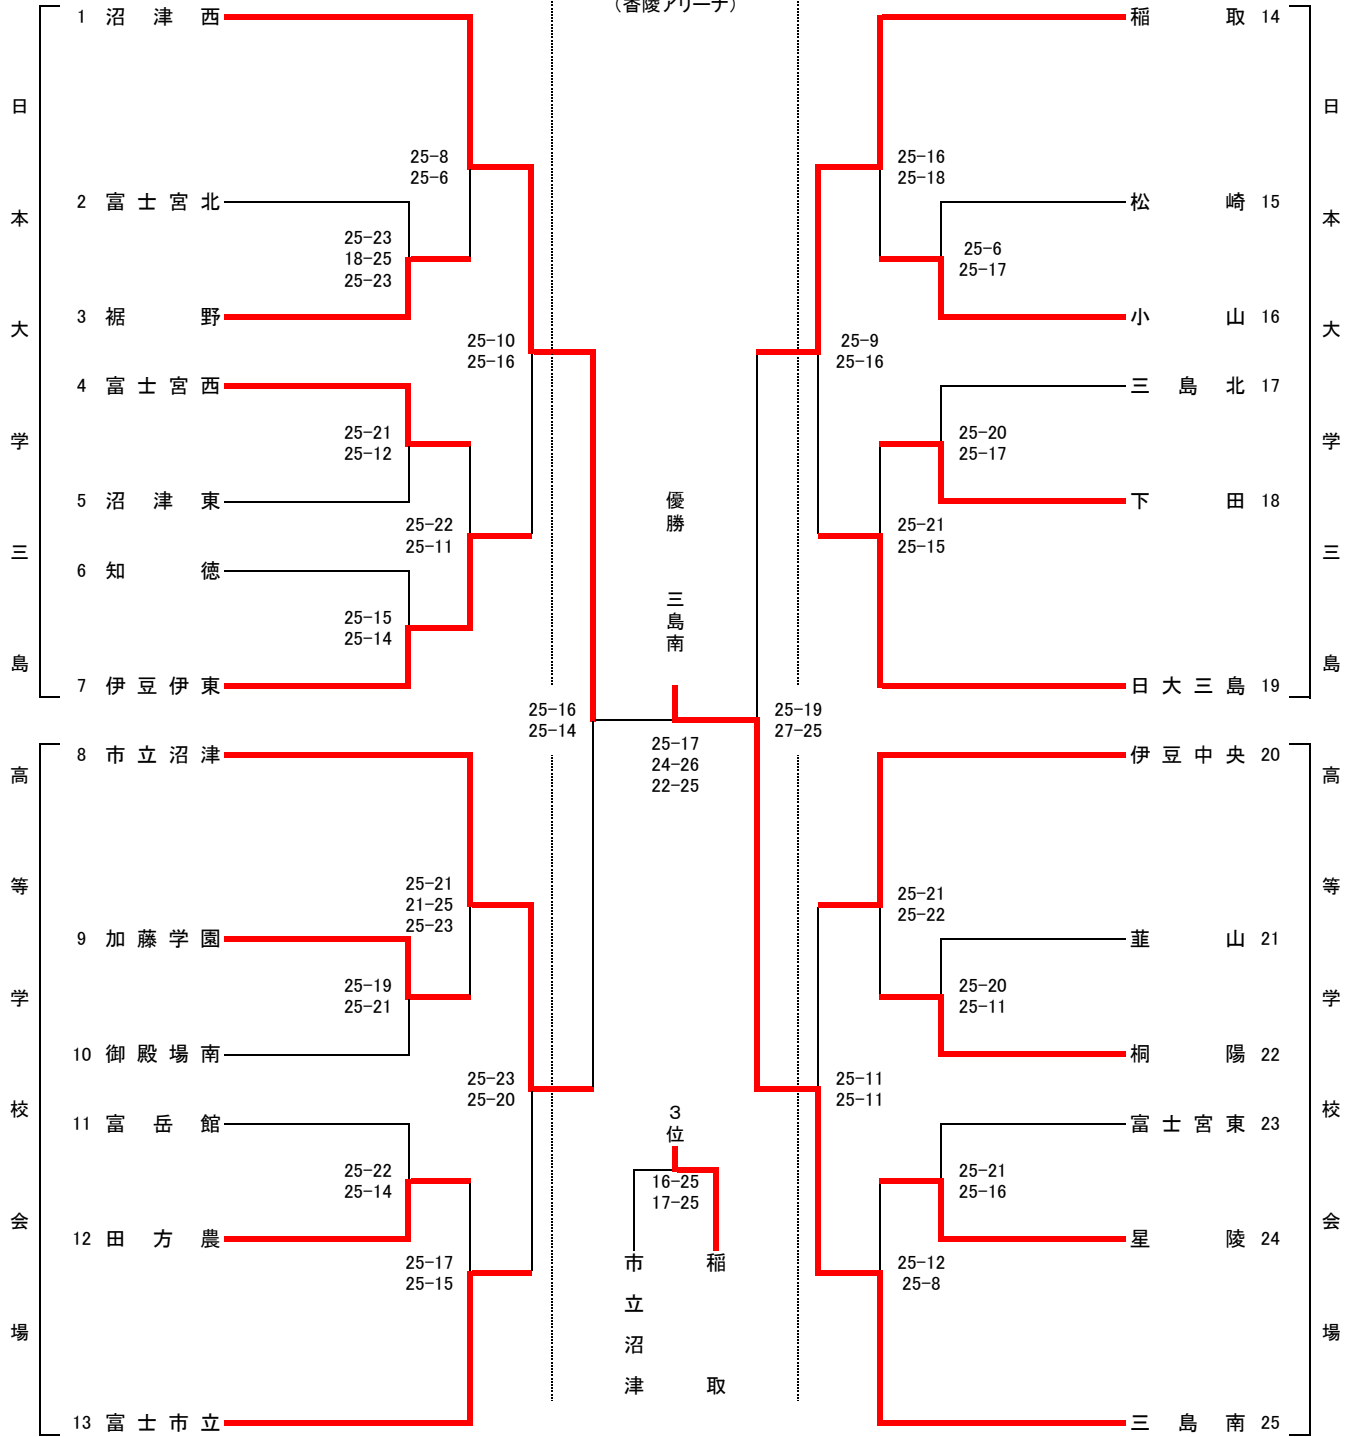 （香陵アリーナ）
日本大学三島
高等学校会場
1 沼津西
2 富士宮北
3 裾野
4 富士宮西
5 沼津東
6 知徳
7 伊豆伊東
8 市立沼津
9 加藤学園
10 御殿場南
11 富岳館
12 田方農
13 富士市立
25-8
25-6
25-23
18-25
25-23
25-10
25-16
25-21
25-12
25-22
25-11
25-15
25-14
25-16
25-14
25-21
21-25
25-23
25-19
25-21
25-23
25-20
25-22
25-14
25-17
25-15
優勝
三島南
25-17
24-26
22-25
3位
16-25
17-25
市立沼津
稲取
25-16
25-18
25-6
25-17
25-9
25-16
25-20
25-17
25-21
25-15
25-19
27-25
25-21
25-22
25-20
25-11
25-11
25-11
25-21
25-16
25-12
25-8
稲取 14
松崎 15
小山 16
三島北 17
下田 18
日大三島 19
伊豆中央 20
韮山 21
桐陽 22
富士宮東 23
星陵 24
三島南 25
日本大学三島
高等学校会場